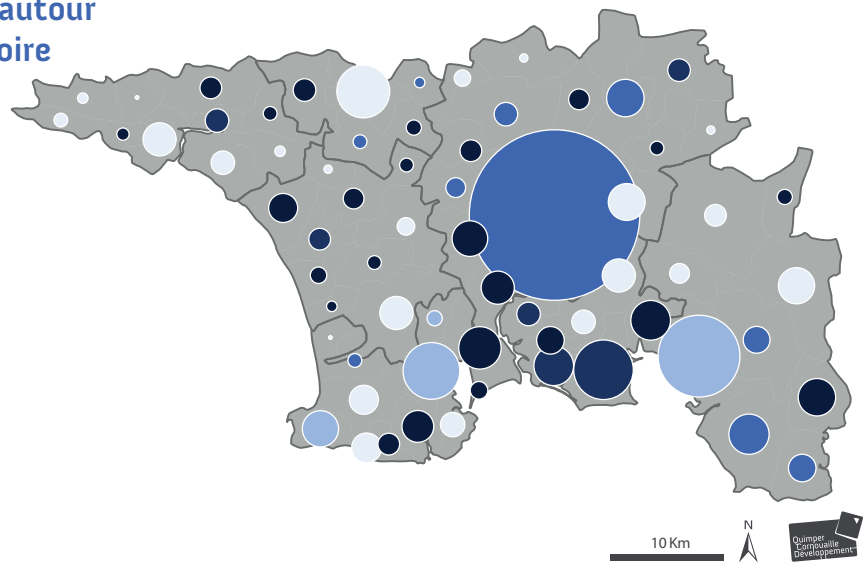 autour
oire
N
10 Km
Quimper
Cornouaille
Développement